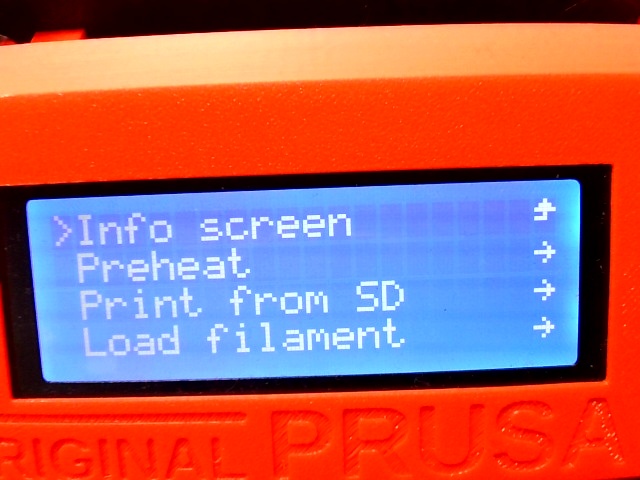 >Info screen
Preheat →
Print from SD →
Load filament →
RIGINAL PRUSA